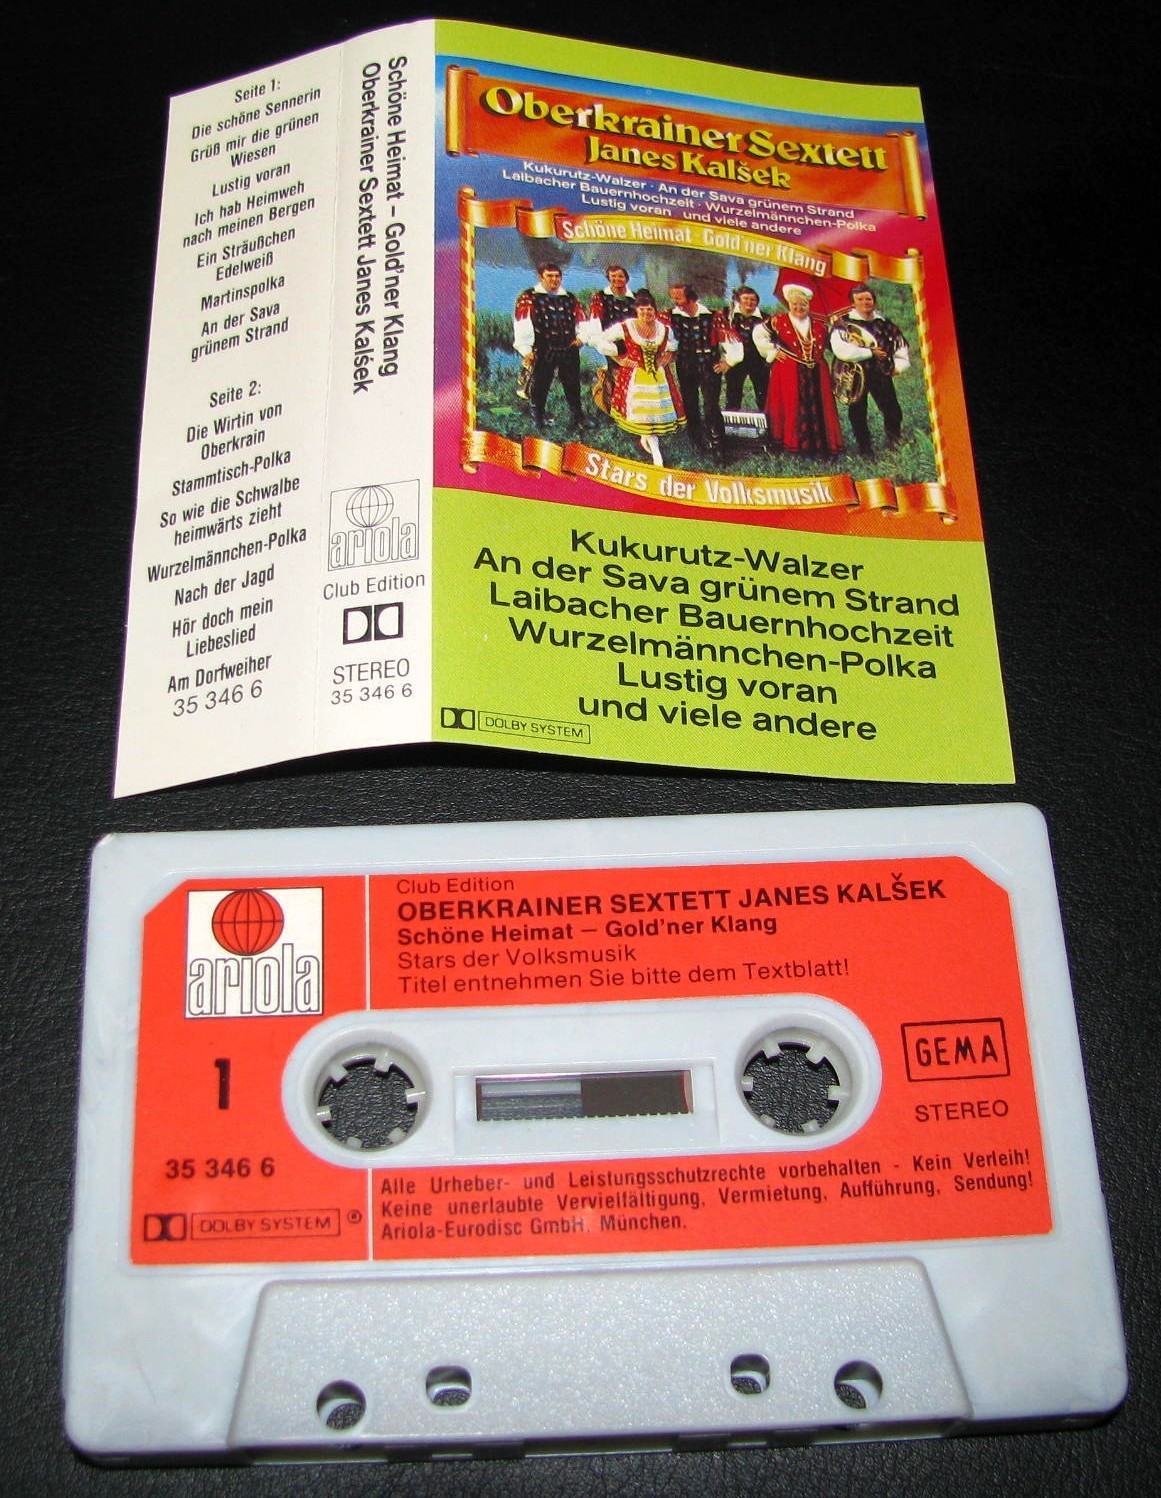 Seite 1:
Die schöne Sennerin
Grüß mir die grünen
Wiesen
Lustig voran
Ich hab Heimweh
nach meinen Bergen
Ein Sträußchen
Edelweiß
Martinspolka
An der Sava
grünem Strand
Seite 2:
Die Wirtin von
Oberkrain
Stammtisch-Polka
So wie die Schwalbe
heimwärts zieht
Wurzelmännchen-Polka
Nach der Jagd
Hör doch mein
Liebeslied
Am Dorfweiher
35 346 6
Schöne Heimat – Gold'ner Klang
Oberkrainer Sextett Janes Kalšek
ariola
Club Edition
STEREO
35 346 6
Oberkrainer Sextett
Janes Kalšek
Kukurutz-Walzer · An der Sava grünem Strand
Laibacher Bauernhochzeit · Wurzelmännchen-Polka
Lustig voran und viele andere
Schöne Heimat - Gold'ner Klang
Stars der Volksmusik
Kukurutz-Walzer
An der Sava grünem Strand
Laibacher Bauernhochzeit
Wurzelmännchen-Polka
Lustig voran
und viele andere
DOLBY SYSTEM
ariola
Club Edition
OBERKRAINER SEXTETT JANES KALŠEK
Schöne Heimat – Gold'ner Klang
Stars der Volksmusik
Titel entnehmen Sie bitte dem Textblatt!
1
GEMA
STEREO
35 346 6
DOLBY SYSTEM ®
Alle Urheber- und Leistungsschutzrechte vorbehalten - Kein Verleih!
Keine unerlaubte Vervielfältigung, Vermietung, Aufführung, Sendung!
Ariola-Eurodisc GmbH, München.